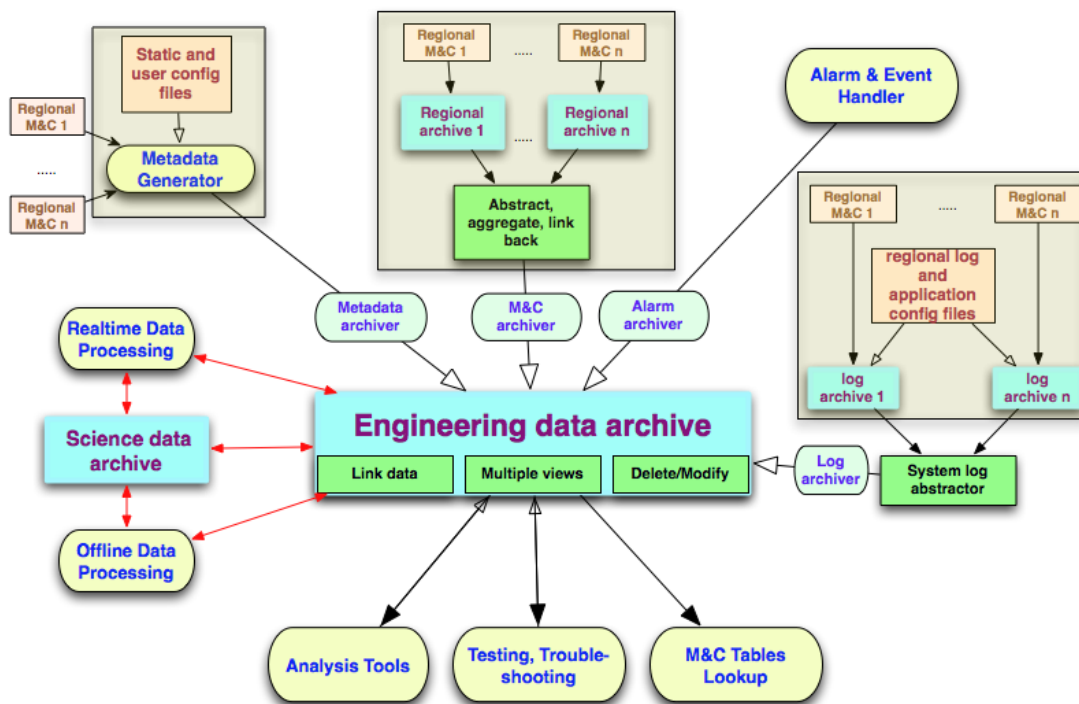 Static and
user config
files
Regional
M&C 1
.....
Regional
M&C n
Metadata
Generator
Regional
M&C 1
.....
Regional
M&C n
Regional
archive 1
.....
Regional
archive n
Abstract,
aggregate, link
back
Alarm & Event
Handler
Regional
M&C 1
.....
Regional
M&C n
regional log
and
application
config files
log
archive 1
log
archive n
System log
abstractor
Metadata
archiver
M&C
archiver
Alarm
archiver
Log
archiver
Realtime Data
Processing
Science data
archive
Offline Data
Processing
Engineering data archive
Link data
Multiple views
Delete/Modify
Analysis Tools
Testing, Trouble-
shooting
M&C Tables
Lookup